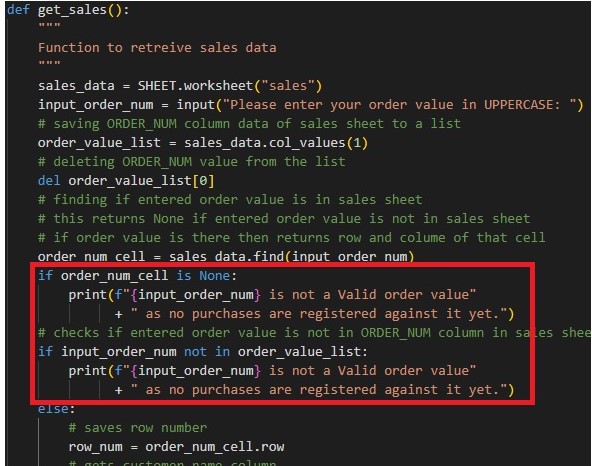 def get_sales():
"""
Function to retreive sales data
"""
sales_data = SHEET.worksheet("sales")
input_order_num = input("Please enter your order value in UPPERCASE: ")
# saving ORDER_NUM column data of sales sheet to a list
order_value_list = sales_data.col_values(1)
# deleting ORDER_NUM value from the list
del order_value_list[0]
# finding if entered order value is in sales sheet
# this returns None if entered order value is not in sales sheet
# if order value is there then returns row and colume of that cell
order_num_cell = sales_data.find(input_order_num)
if order_num_cell is None:
print(f"{input_order_num} is not a Valid order value"
+ " as no purchases are registered against it yet.")
# checks if entered order value is not in ORDER_NUM column in sales shee
if input_order_num not in order_value_list:
print(f"{input_order_num} is not a Valid order value"
+ " as no purchases are registered against it yet.")
else:
# saves row number
row_num = order_num_cell.row
# gets customer name column